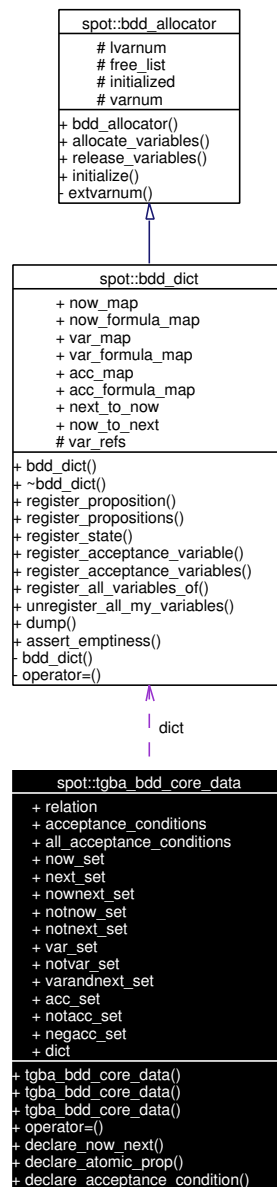 spot::bdd_allocator
# lvarnum
# free_list
# initialized
# varnum
+ bdd_allocator()
+ allocate_variables()
+ release_variables()
+ initialize()
- extvarnum()
spot::bdd_dict
+ now_map
+ now_formula_map
+ var_map
+ var_formula_map
+ acc_map
+ acc_formula_map
+ next_to_now
+ now_to_next
# var_refs
+ bdd_dict()
+ ~bdd_dict()
+ register_proposition()
+ register_propositions()
+ register_state()
+ register_acceptance_variable()
+ register_acceptance_variables()
+ register_all_variables_of()
+ unregister_all_my_variables()
+ dump()
+ assert_emptiness()
- bdd_dict()
- operator=()
dict
spot::tgba_bdd_core_data
+ relation
+ acceptance_conditions
+ all_acceptance_conditions
+ now_set
+ next_set
+ nownext_set
+ notnow_set
+ notnext_set
+ var_set
+ notvar_set
+ varandnext_set
+ acc_set
+ notacc_set
+ negacc_set
+ dict
+ tgba_bdd_core_data()
+ tgba_bdd_core_data()
+ tgba_bdd_core_data()
+ operator=()
+ declare_now_next()
+ declare_atomic_prop()
+ declare_acceptance_condition()